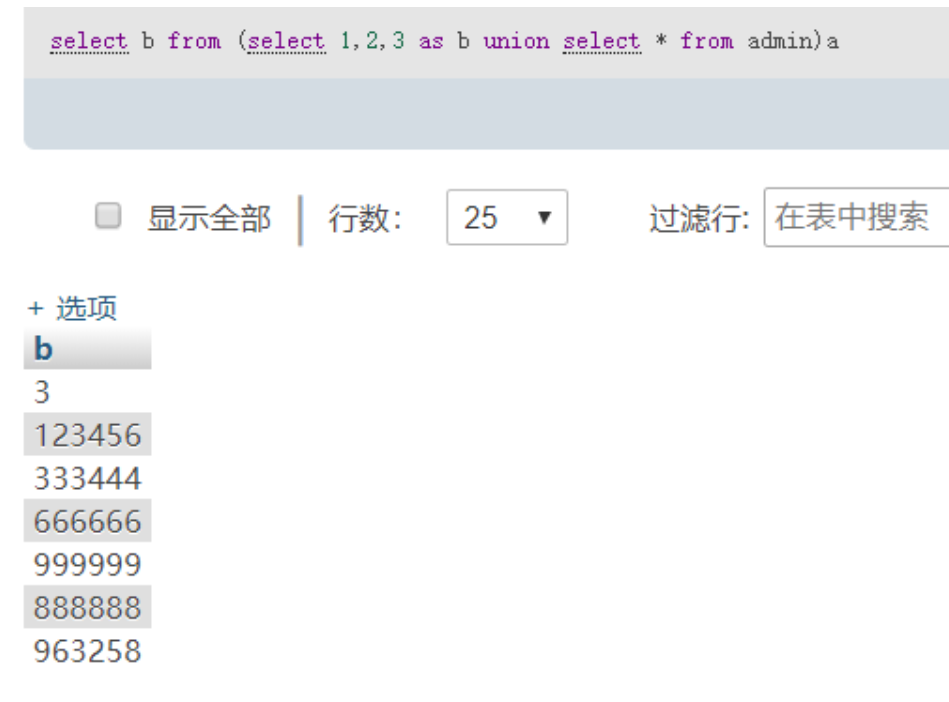 select b from (select 1,2,3 as b union select * from admin)a
显示全部 行数: 25 过滤行: 在表中搜索
+ 选项
b
3
123456
333444
666666
999999
888888
963258